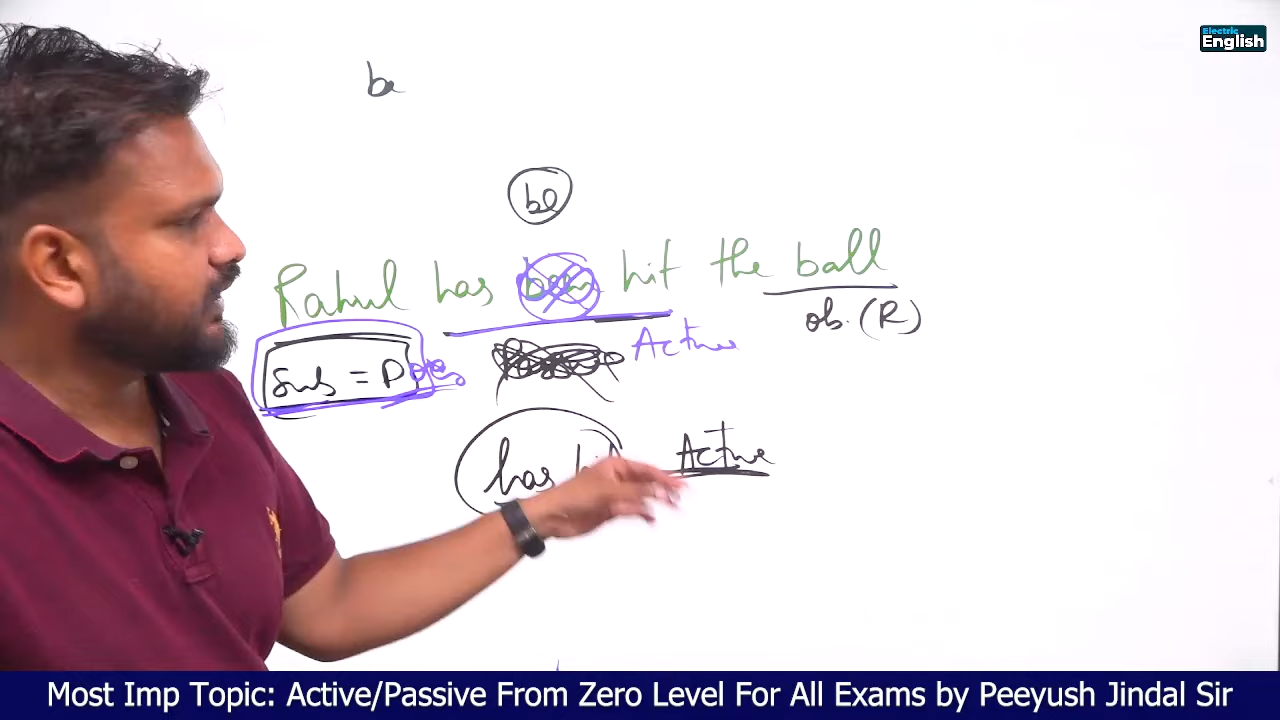 Electric
English
be
be
Rahul has been hit the ball
ob. (R)
Active
Sub = P
has hit Active
Most Imp Topic: Active/Passive From Zero Level For All Exams by Peeyush Jindal Sir